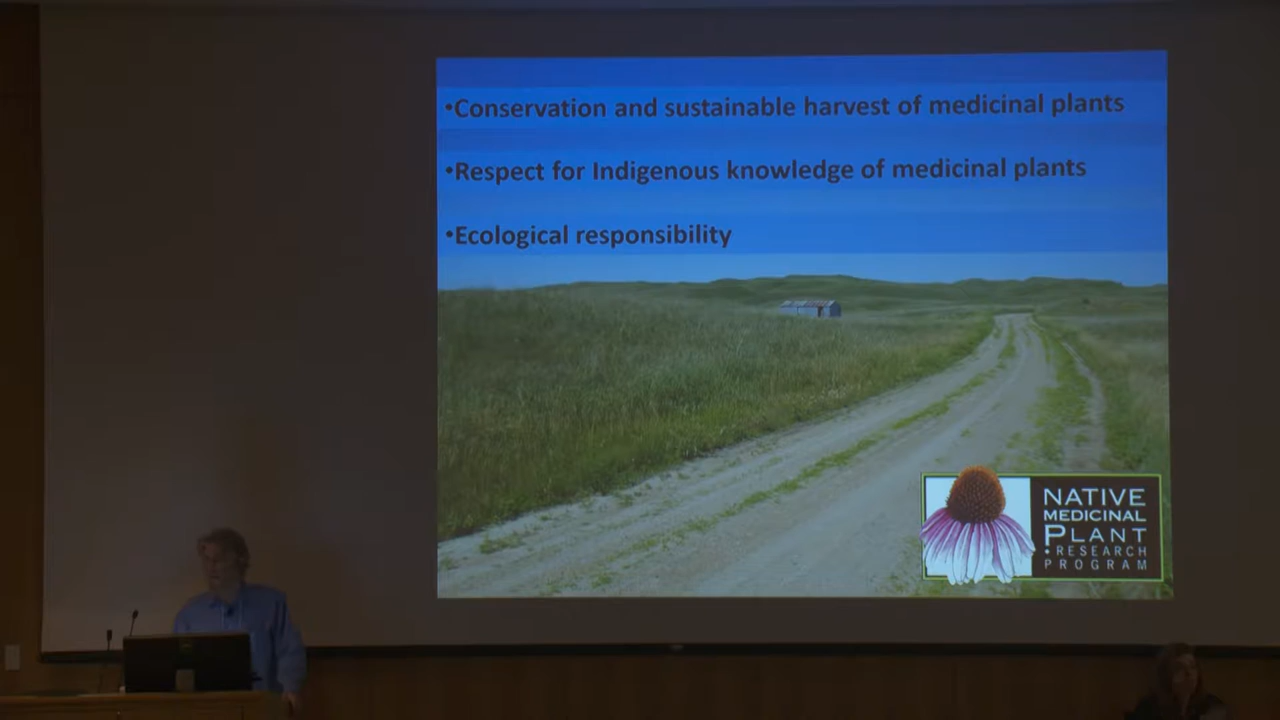 •Conservation and sustainable harvest of medicinal plants
•Respect for Indigenous knowledge of medicinal plants
•Ecological responsibility
NATIVE
MEDICINAL
PLANT
•RESEARCH
PROGRAM